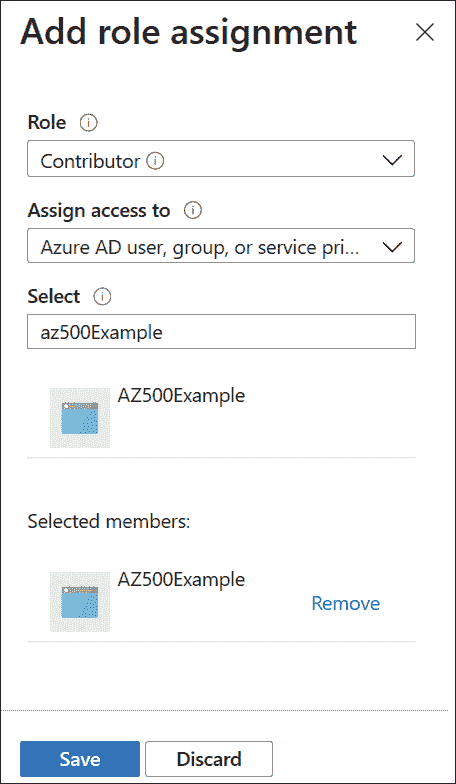 Add role assignment
Role
Contributor
Assign access to
Azure AD user, group, or service pri...
Select
az500Example
AZ500Example
Selected members:
AZ500Example
Remove
Save Discard